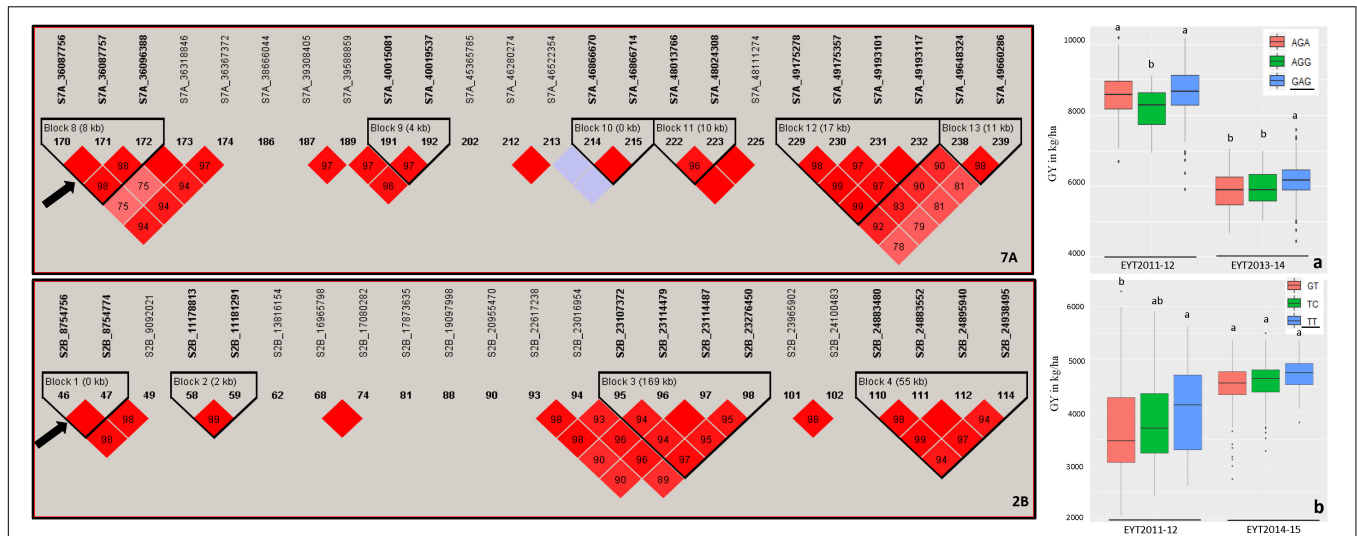 S7A_36087756 S7A_36087757 S7A_36096388 S7A_36318846 S7A_36367372 S7A_38666044 S7A_39308405 S7A_39588859 S7A_40015081 S7A_40019537 S7A_45365785 S7A_46280274 S7A_46522354 S7A_46866670 S7A_46866714 S7A_48013766 S7A_48024308 S7A_48111274 S7A_49175278 S7A_49175357 S7A_49193101 S7A_49193117 S7A_49648324 S7A_49660286
Block 8 (8 kb) Block 9 (4 kb) Block 10 (0 kb) Block 11 (10 kb) Block 12 (17 kb) Block 13 (11 kb)
170 171 172 173 174 186 187 189 191 192 202 212 213 214 215 222 223 225 229 230 231 232 238 239
98 97 97 97 97 96 98 97 97 90 98
98 75 94 98 99 97 90 81
75 94 99 93 81
94 92 79
78
7A
S2B_8754756 S2B_8754774 S2B_9092021 S2B_11178813 S2B_11181291 S2B_13816154 S2B_16965798 S2B_17080282 S2B_17873635 S2B_19097998 S2B_20955470 S2B_22617238 S2B_23016954 S2B_23107372 S2B_23114479 S2B_23114487 S2B_23276450 S2B_23965902 S2B_24100483 S2B_24883480 S2B_24883552 S2B_24895940 S2B_24938495
Block 1 (0 kb) Block 2 (2 kb) Block 3 (169 kb) Block 4 (55 kb)
46 47 49 58 59 62 68 74 81 88 90 93 94 95 96 97 98 101 102 110 111 112 114
98 99 98 93 94 95 98 98 94
98 98 96 94 95 99 97
90 96 97 94
90 89
2B
10000
8000
6000
4000
GY in kg/ha
a b a
b b a
AGA
AGG
GAG
EYT2011-12 EYT2013-14
a
6000
5000
4000
3000
2000
GY in kg/ha
b ab a
a a a
GT
TC
TT
EYT2011-12 EYT2014-15
b